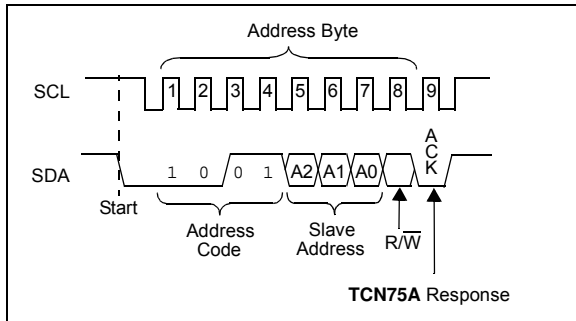 Address Byte
SCL 1 2 3 4 5 6 7 8 9
SDA 1 0 0 1 A2 A1 A0 ACK
Start
Address Code
Slave Address
R/W̅
TCN75A Response